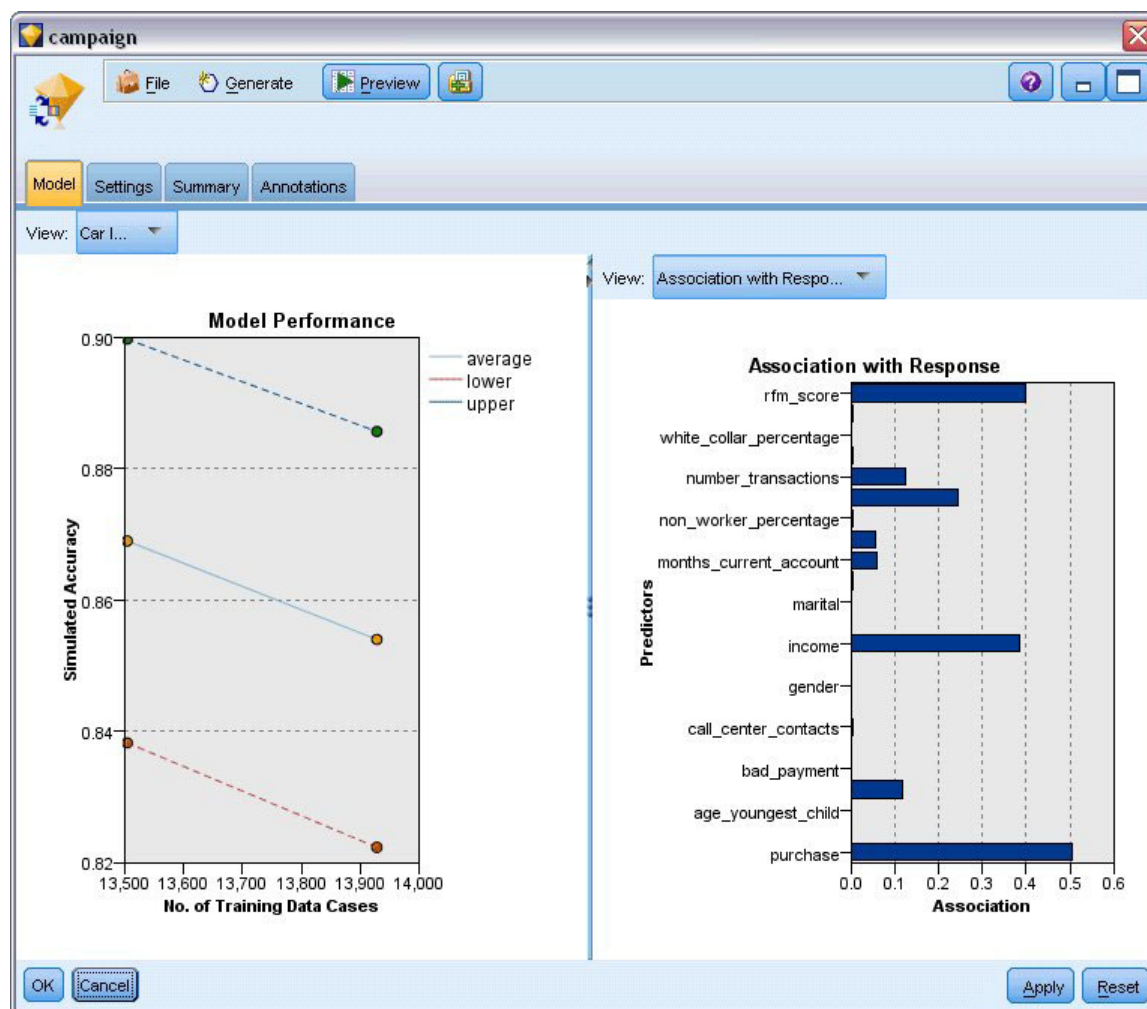 campaign
File Generate Preview
Model Settings Summary Annotations
View: Car I...
Model Performance
0.90
0.88
0.86
0.84
0.82
Simulated Accuracy
13,500 13,600 13,700 13,800 13,900 14,000
No. of Training Data Cases
average
lower
upper
View: Association with Respo...
Association with Response
rfm_score
white_collar_percentage
number_transactions
non_worker_percentage
months_current_account
marital
income
gender
call_center_contacts
bad_payment
age_youngest_child
purchase
Predictors
0.0 0.1 0.2 0.3 0.4 0.5 0.6
Association
OK Cancel Apply Reset